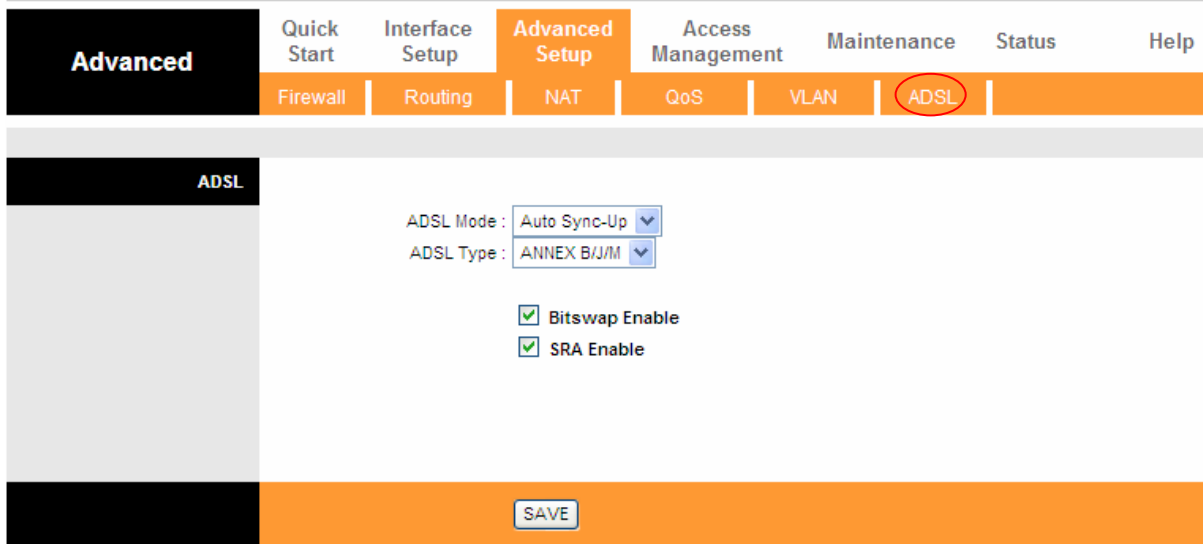 Advanced
Quick Start
Interface Setup
Advanced Setup
Access Management
Maintenance
Status
Help
Firewall
Routing
NAT
QoS
VLAN
ADSL
ADSL
ADSL Mode : Auto Sync-Up
ADSL Type : ANNEX B/J/M
Bitswap Enable
SRA Enable
SAVE